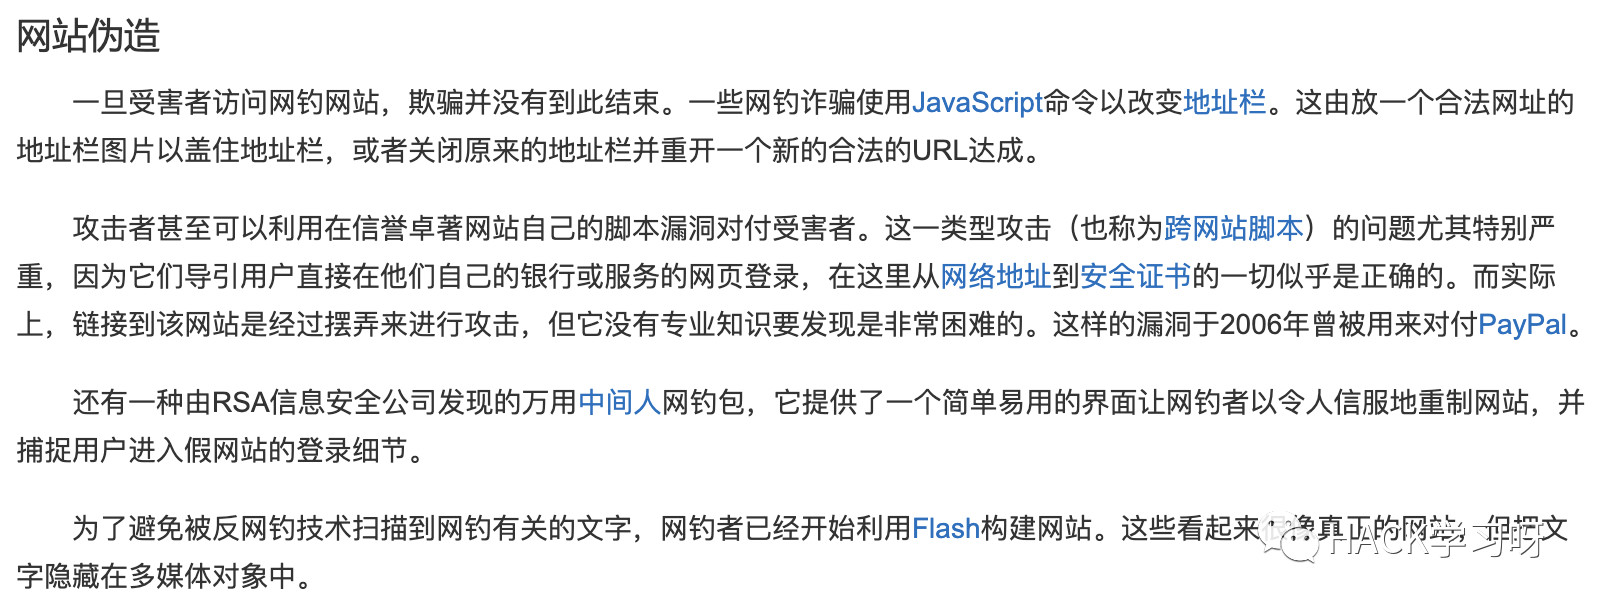 网站伪造
一旦受害者访问网钓网站，欺骗并没有到此结束。一些网钓诈骗使用JavaScript命令以改变地址栏。这由放一个合法网址的
地址栏图片以盖住地址栏，或者关闭原来的地址栏并重开一个新的合法的URL达成。
攻击者甚至可以利用在信誉卓著网站自己的脚本漏洞对付受害者。这一类型攻击（也称为跨网站脚本）的问题尤其特别严
重，因为它们导引用户直接在他们自己的银行或服务的网页登录，在这里从网络地址到安全证书的一切似乎是正确的。而实际
上，链接到该网站是经过摆弄来进行攻击，但它没有专业知识要发现是非常困难的。这样的漏洞于2006年曾被用来对付PayPal。
还有一种由RSA信息安全公司发现的万用中间人网钓包，它提供了一个简单易用的界面让网钓者以令人信服地重制网站，并
捕捉用户进入假网站的登录细节。
为了避免被反网钓技术扫描到网钓有关的文字，网钓者已经开始利用Flash构建网站。这些看起来很像真正的网站，但把文
字隐藏在多媒体对象中。
HACK学习呀